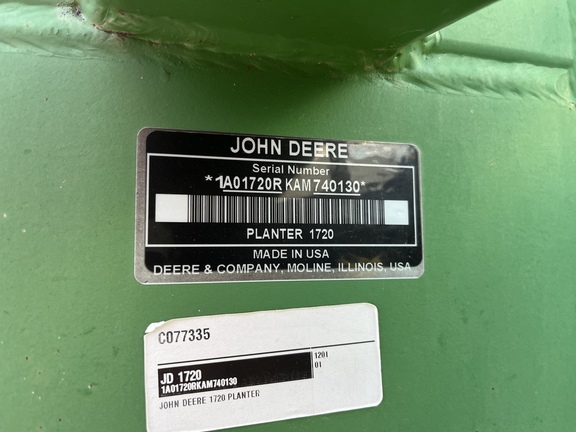 JOHN DEERE
Serial Number
*1A01720RKAM740130*
PLANTER 1720
MADE IN USA
DEERE & COMPANY, MOLINE, ILLINOIS, USA
C077335
JD 1720
1A01720RKAM740130
1201
01
JOHN DEERE 1720 PLANTER